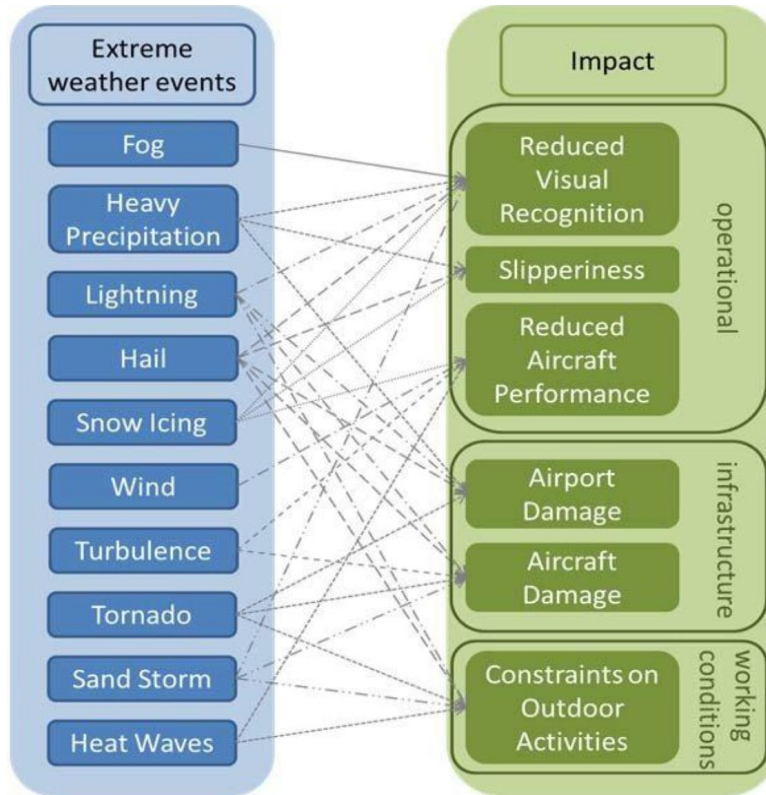 Extreme
weather events
Fog
Heavy
Precipitation
Lightning
Hail
Snow Icing
Wind
Turbulence
Tornado
Sand Storm
Heat Waves
Impact
Reduced
Visual
Recognition
Slipperiness
Reduced
Aircraft
Performance
operational
Airport
Damage
Aircraft
Damage
infrastructure
Constraints on
Outdoor
Activities
working
conditions